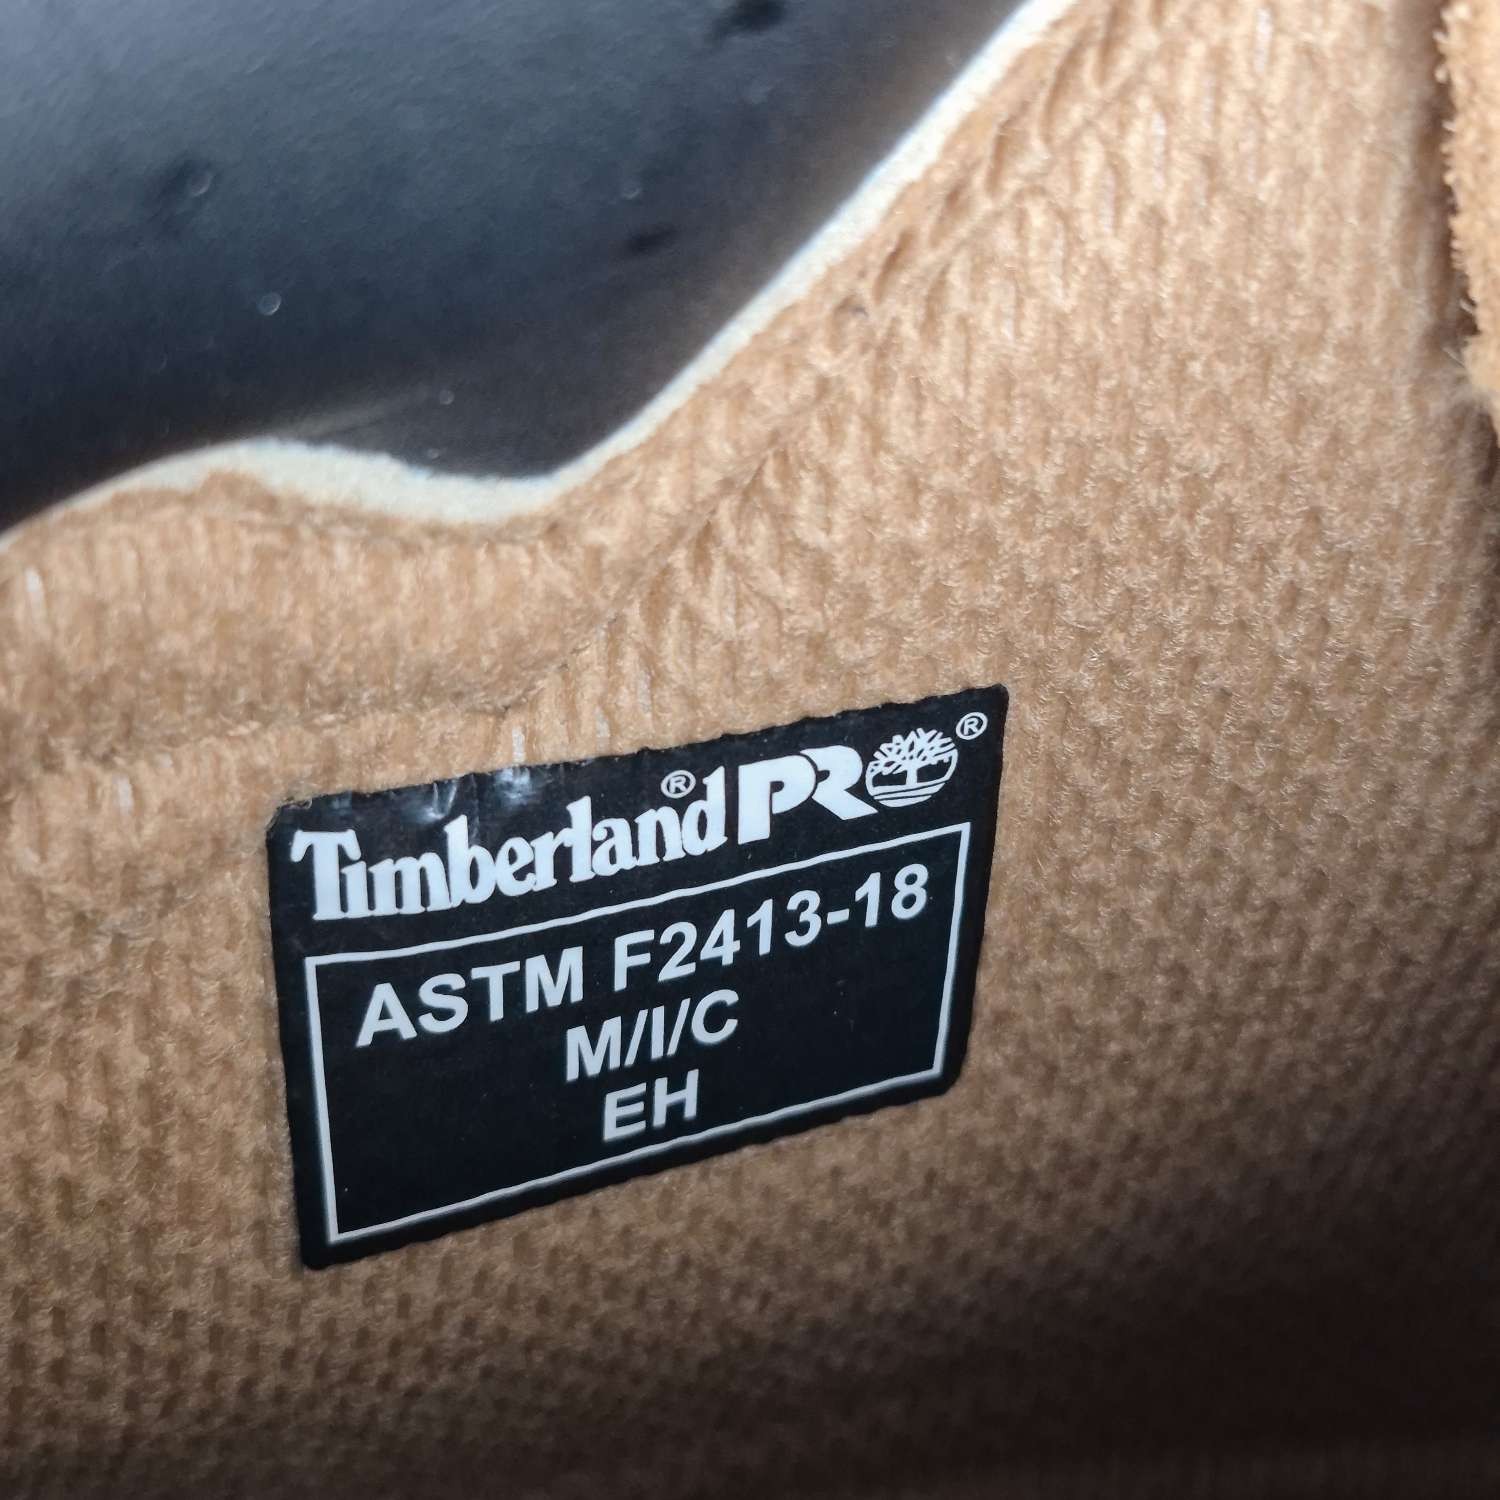 Timberland® PRO®
ASTM F2413-18
M/I/C
EH